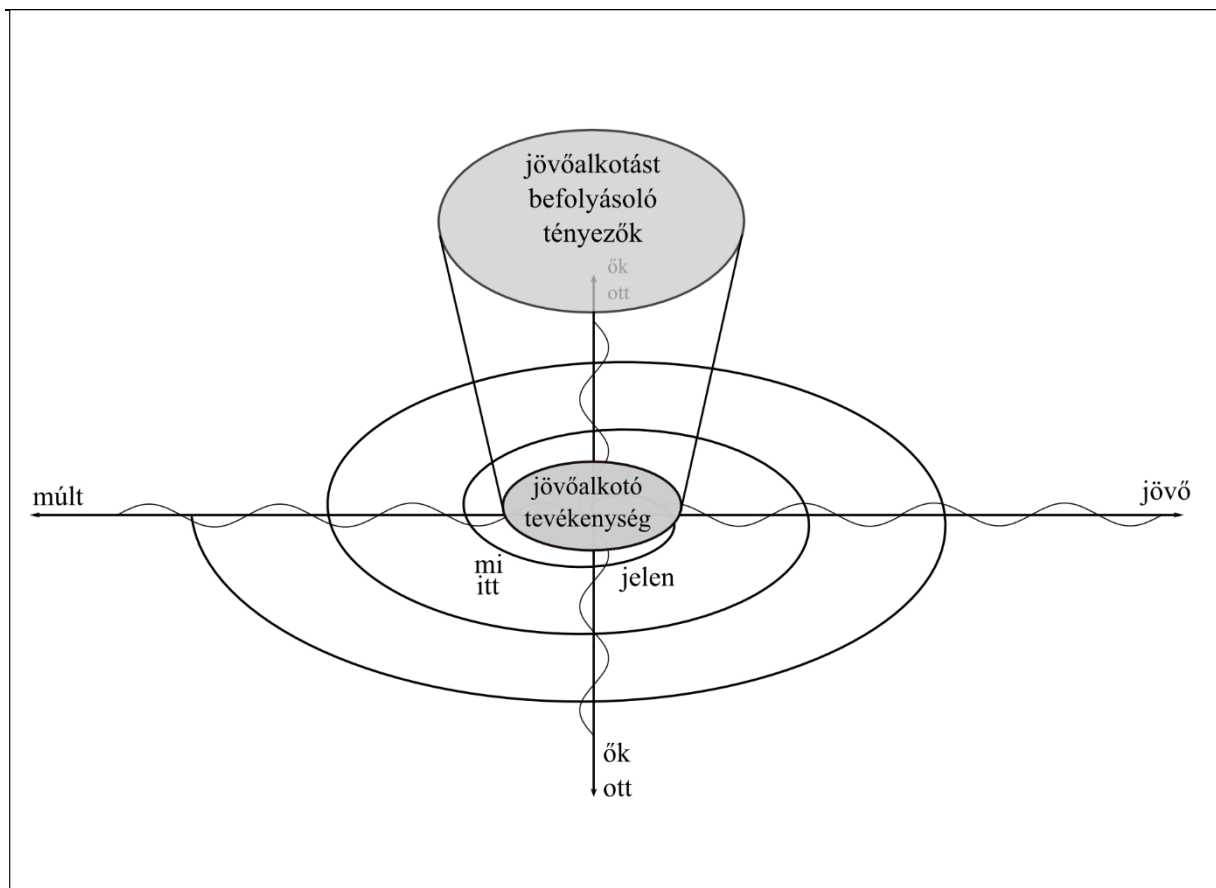 jövőalkotást
befolyásoló
tényezők
ők
ott
múlt
jövőalkotó
tevékenység
jövő
mi
itt
jelen
ők
ott